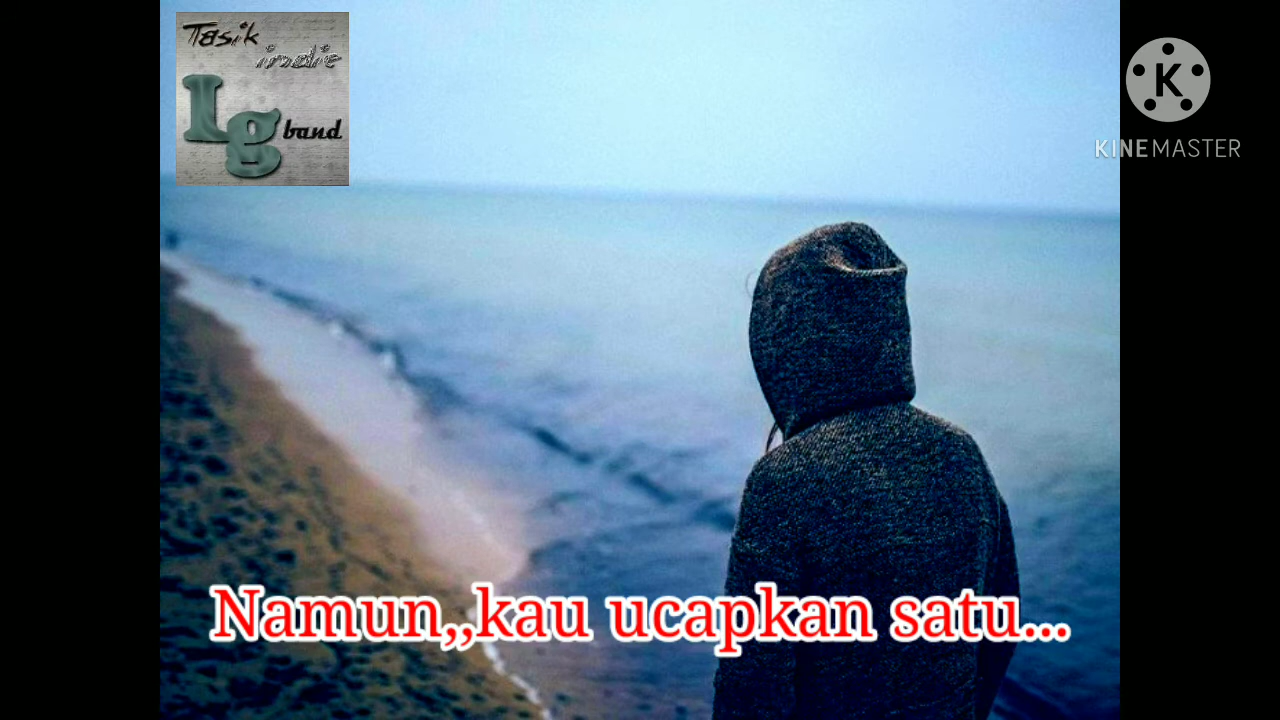 Tasik
indie
Lg band
KINEMASTER
Namun,,kau ucapkan satu...